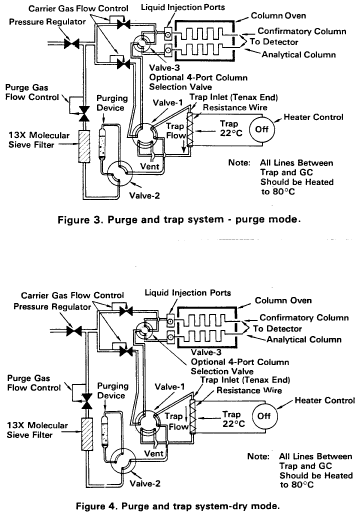 Carrier Gas Flow Control
Liquid Injection Ports
Pressure Regulator
Column Oven
Confirmatory Column
To Detector
Analytical Column
Valve-3
Optional 4-Port Column
Selection Valve
Purge Gas
Flow Control
Purging
Device
Valve-1
Trap Inlet (Tenax End)
Resistance Wire
Heater Control
Trap
Flow
Trap
22°C
Off
13X Molecular
Sieve Filter
Vent
Valve-2
Note: All Lines Between
Trap and GC
Should be Heated
to 80°C
Figure 3. Purge and trap system - purge mode.
Carrier Gas Flow Control
Liquid Injection Ports
Pressure Regulator
Column Oven
Confirmatory Column
To Detector
Analytical Column
Valve-3
Optional 4-Port Column
Selection Valve
Purge Gas
Flow Control
Purging
Device
Valve-1
Trap Inlet (Tenax End)
Resistance Wire
Heater Control
Trap
Flow
Trap
22°C
Off
13X Molecular
Sieve Filter
Vent
Valve-2
Note: All Lines Between
Trap and GC
Should be Heated
to 80°C
Figure 4. Purge and trap system-dry mode.